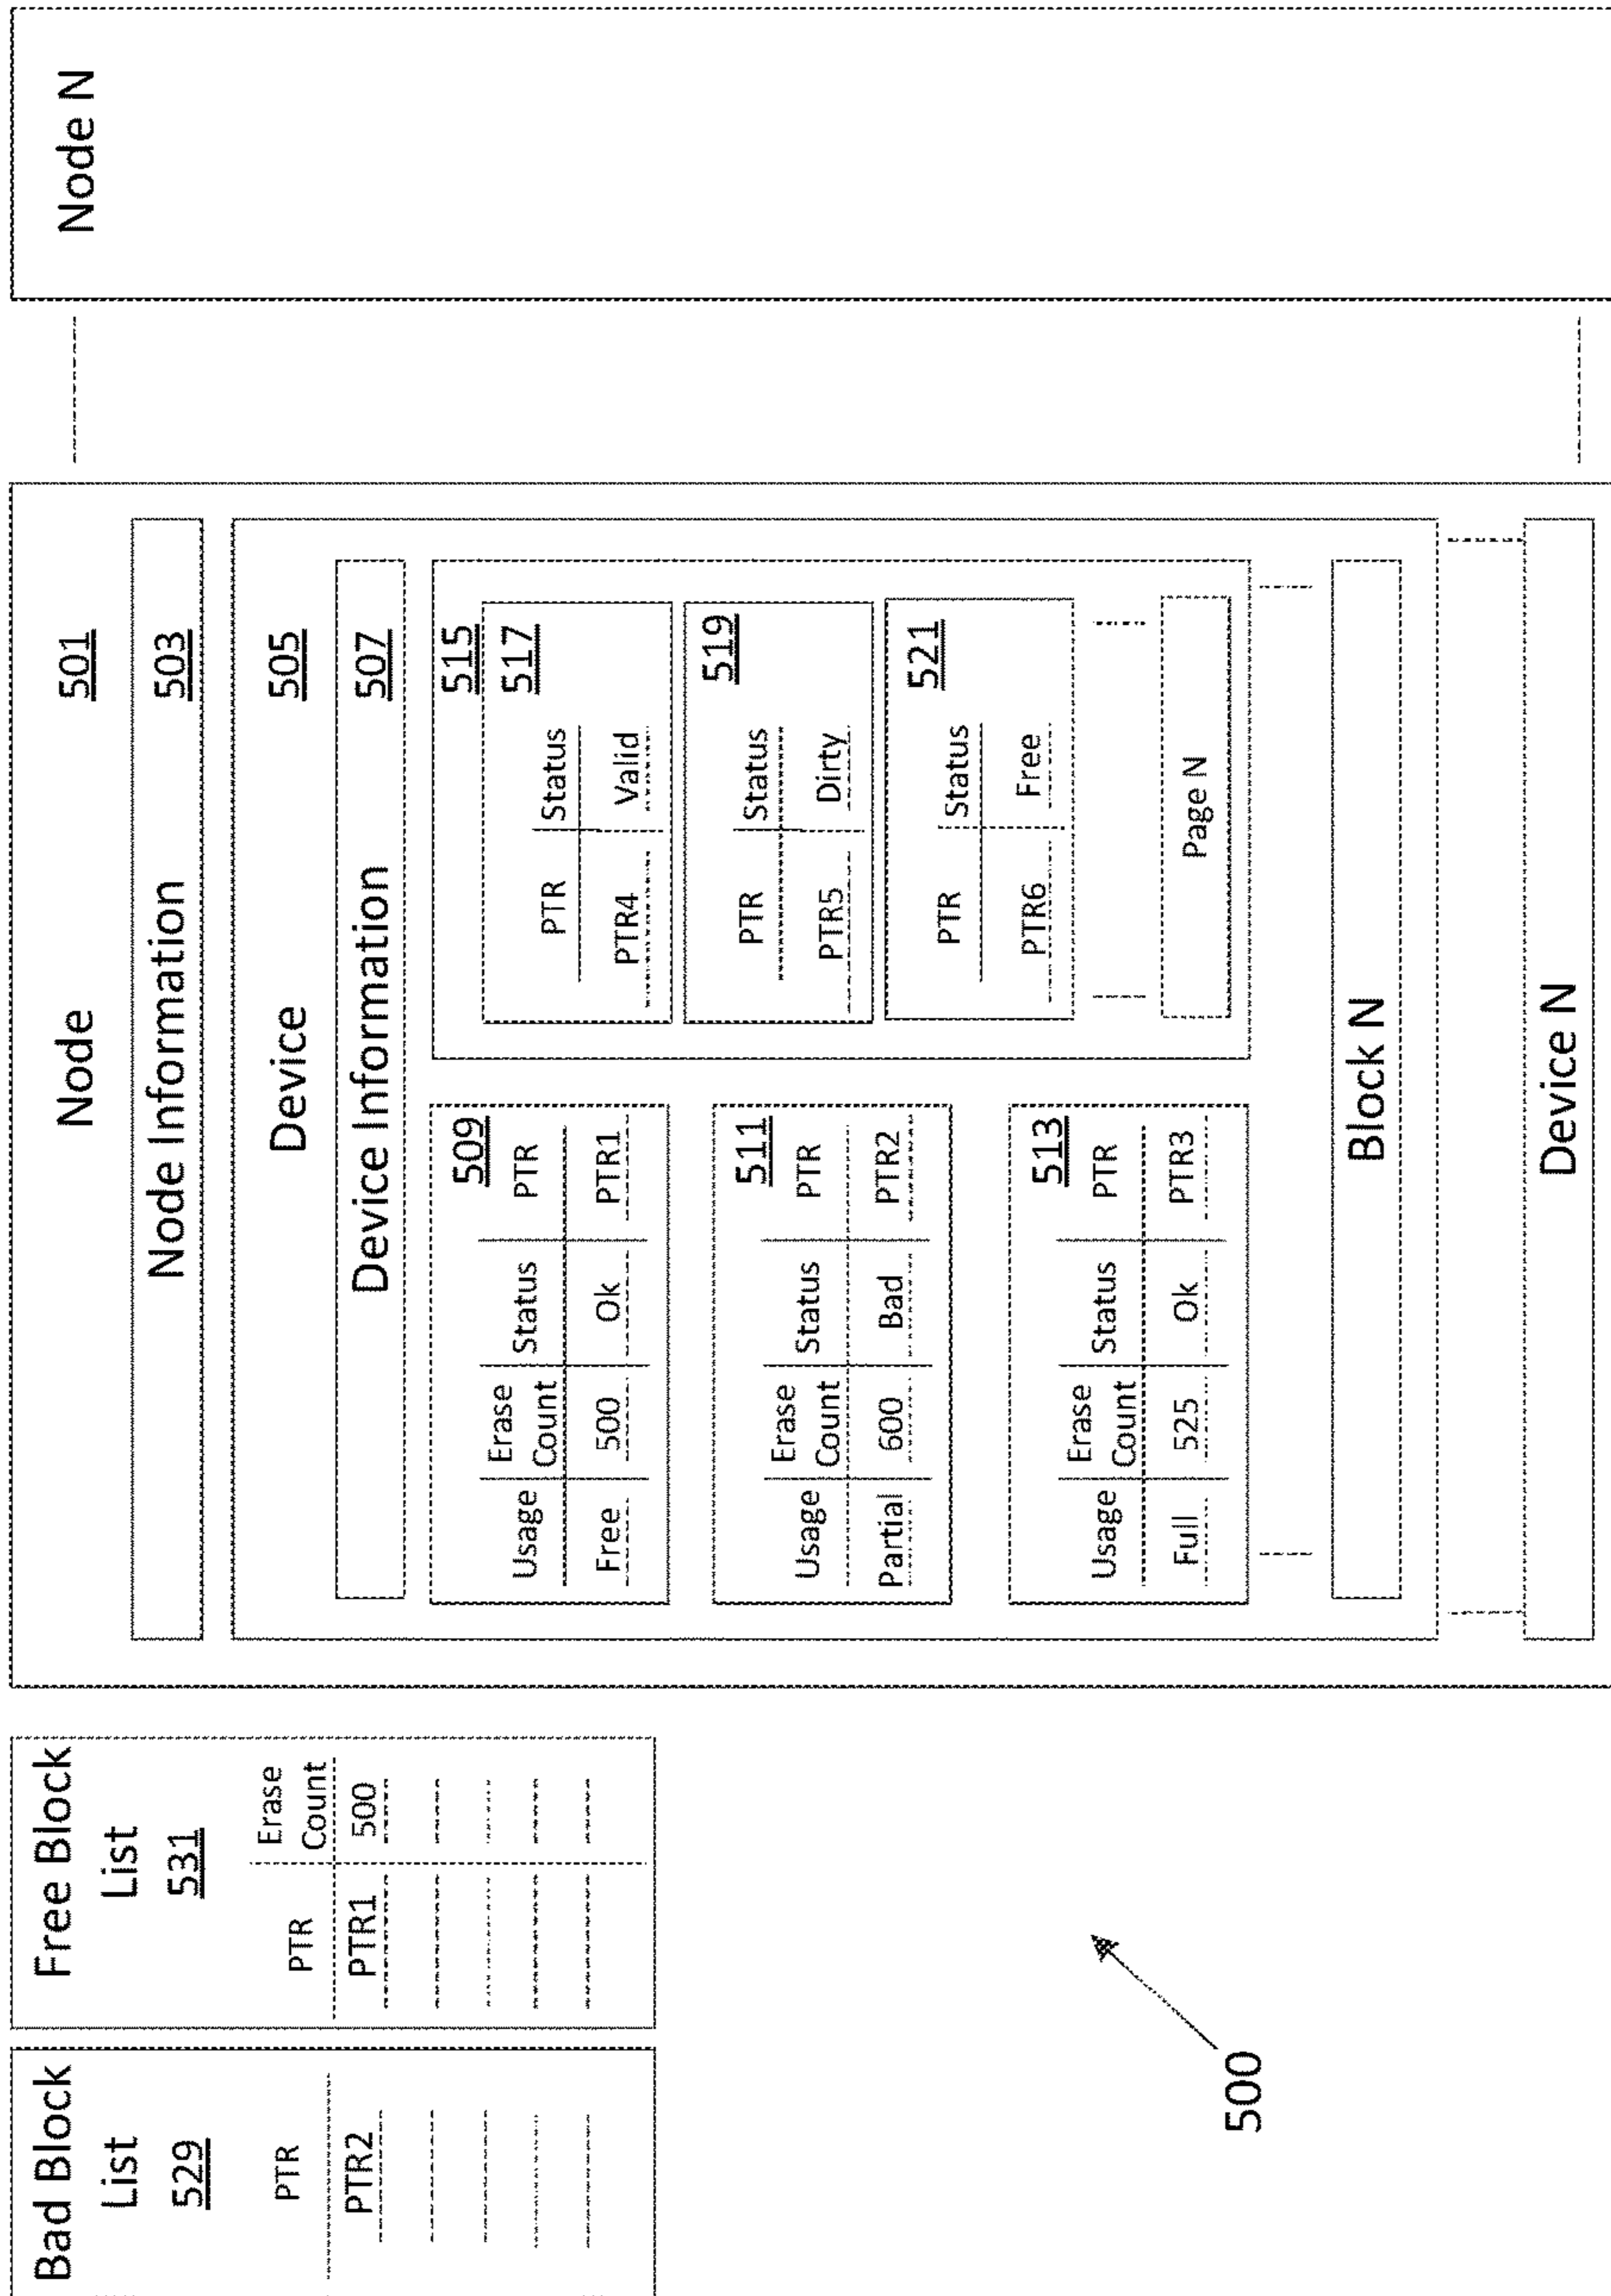 Bad Block
List
529
PTR
PTR2
Free Block
List
531
PTR Erase
Count
PTR1 500
Node 501
Node Information 503
Device 505
Device Information 507
509
Usage Erase
Count Status PTR
Free 500 Ok PTR1
511
Usage Erase
Count Status PTR
Partial 600 Bad PTR2
513
Usage Erase
Count Status PTR
Full 525 Ok PTR3
515
517
PTR Status
PTR4 Valid
519
PTR Status
PTR5 Dirty
521
PTR Status
PTR6 Free
Page N
Block N
Device N
Node N
500